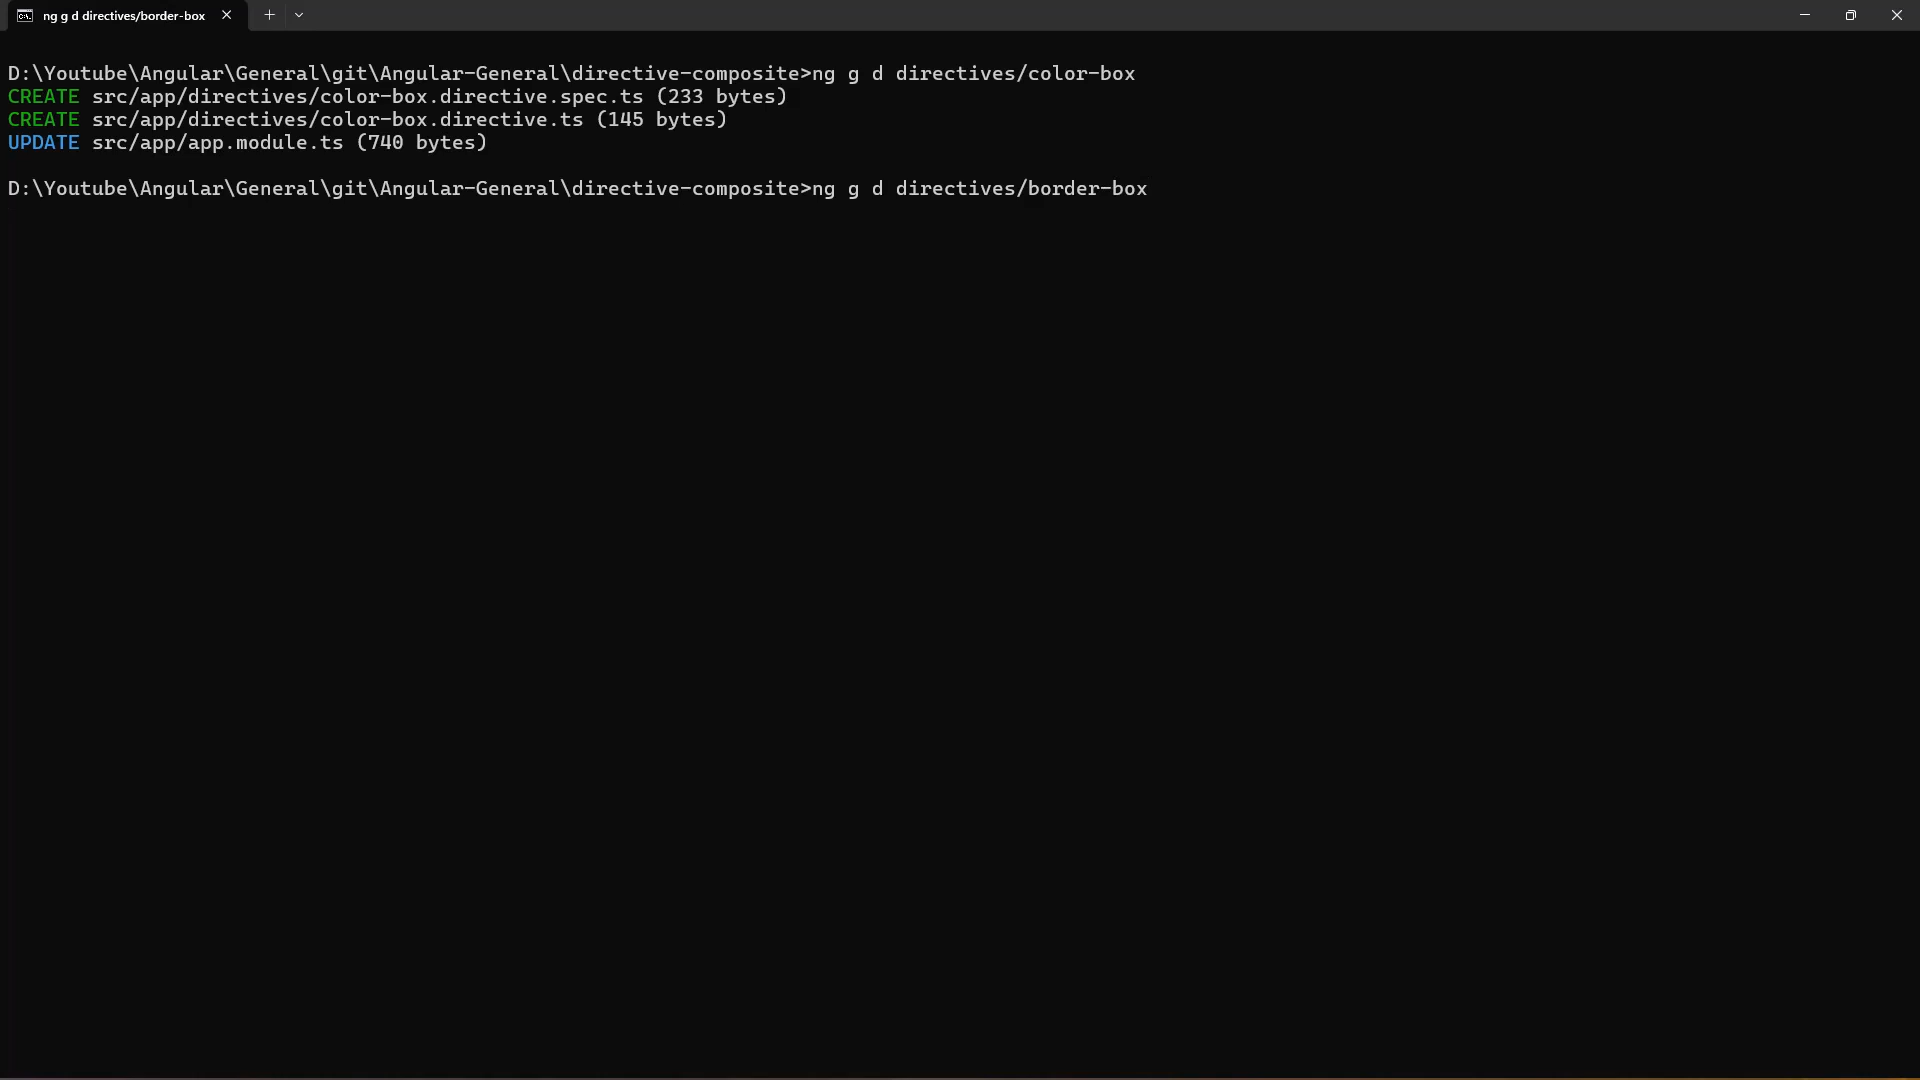 ng g d directives/border-box
D:\Youtube\Angular\General\git\Angular-General\directive-composite>ng g d directives/color-box
CREATE src/app/directives/color-box.directive.spec.ts (233 bytes)
CREATE src/app/directives/color-box.directive.ts (145 bytes)
UPDATE src/app/app.module.ts (740 bytes)
D:\Youtube\Angular\General\git\Angular-General\directive-composite>ng g d directives/border-box